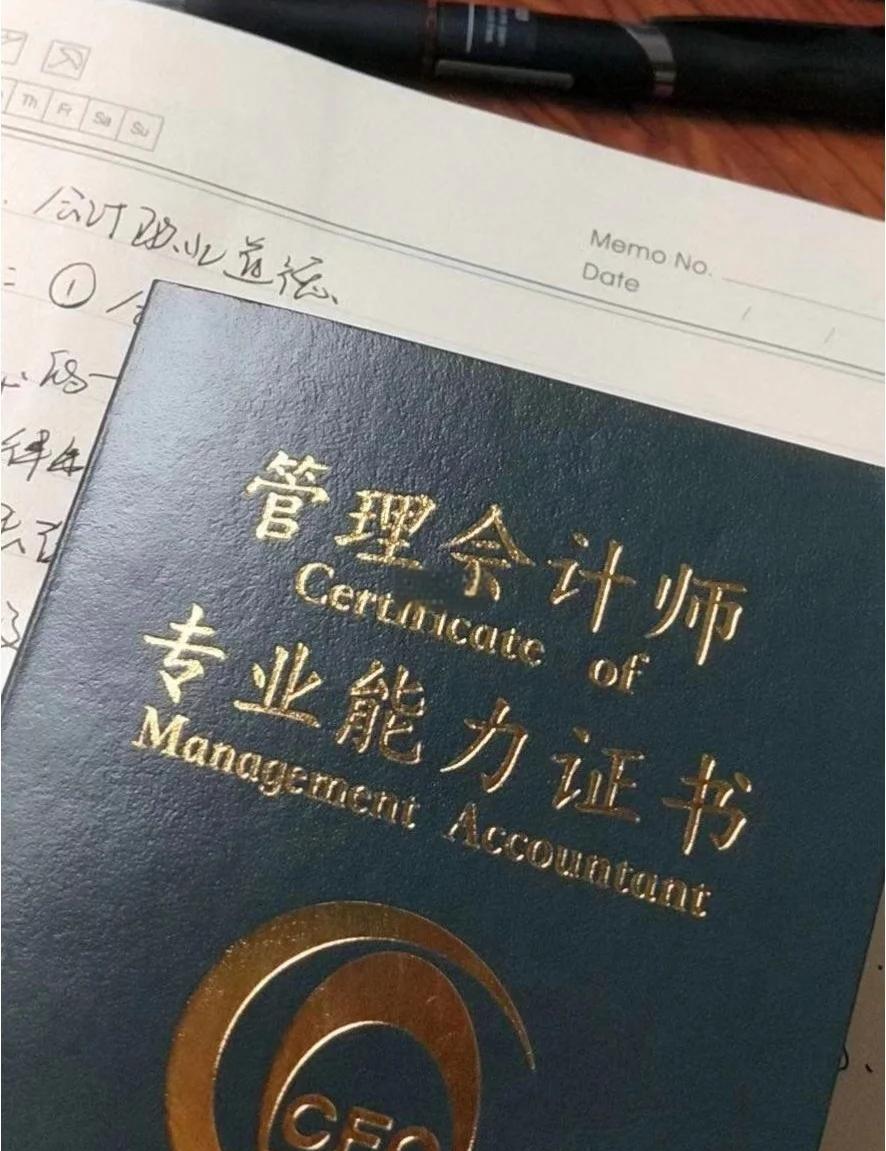 Th Fr Sa Su
会计职业道德
Memo No.
Date
①
管理会计师
Certificate of
专业能力证书
Management Accountant